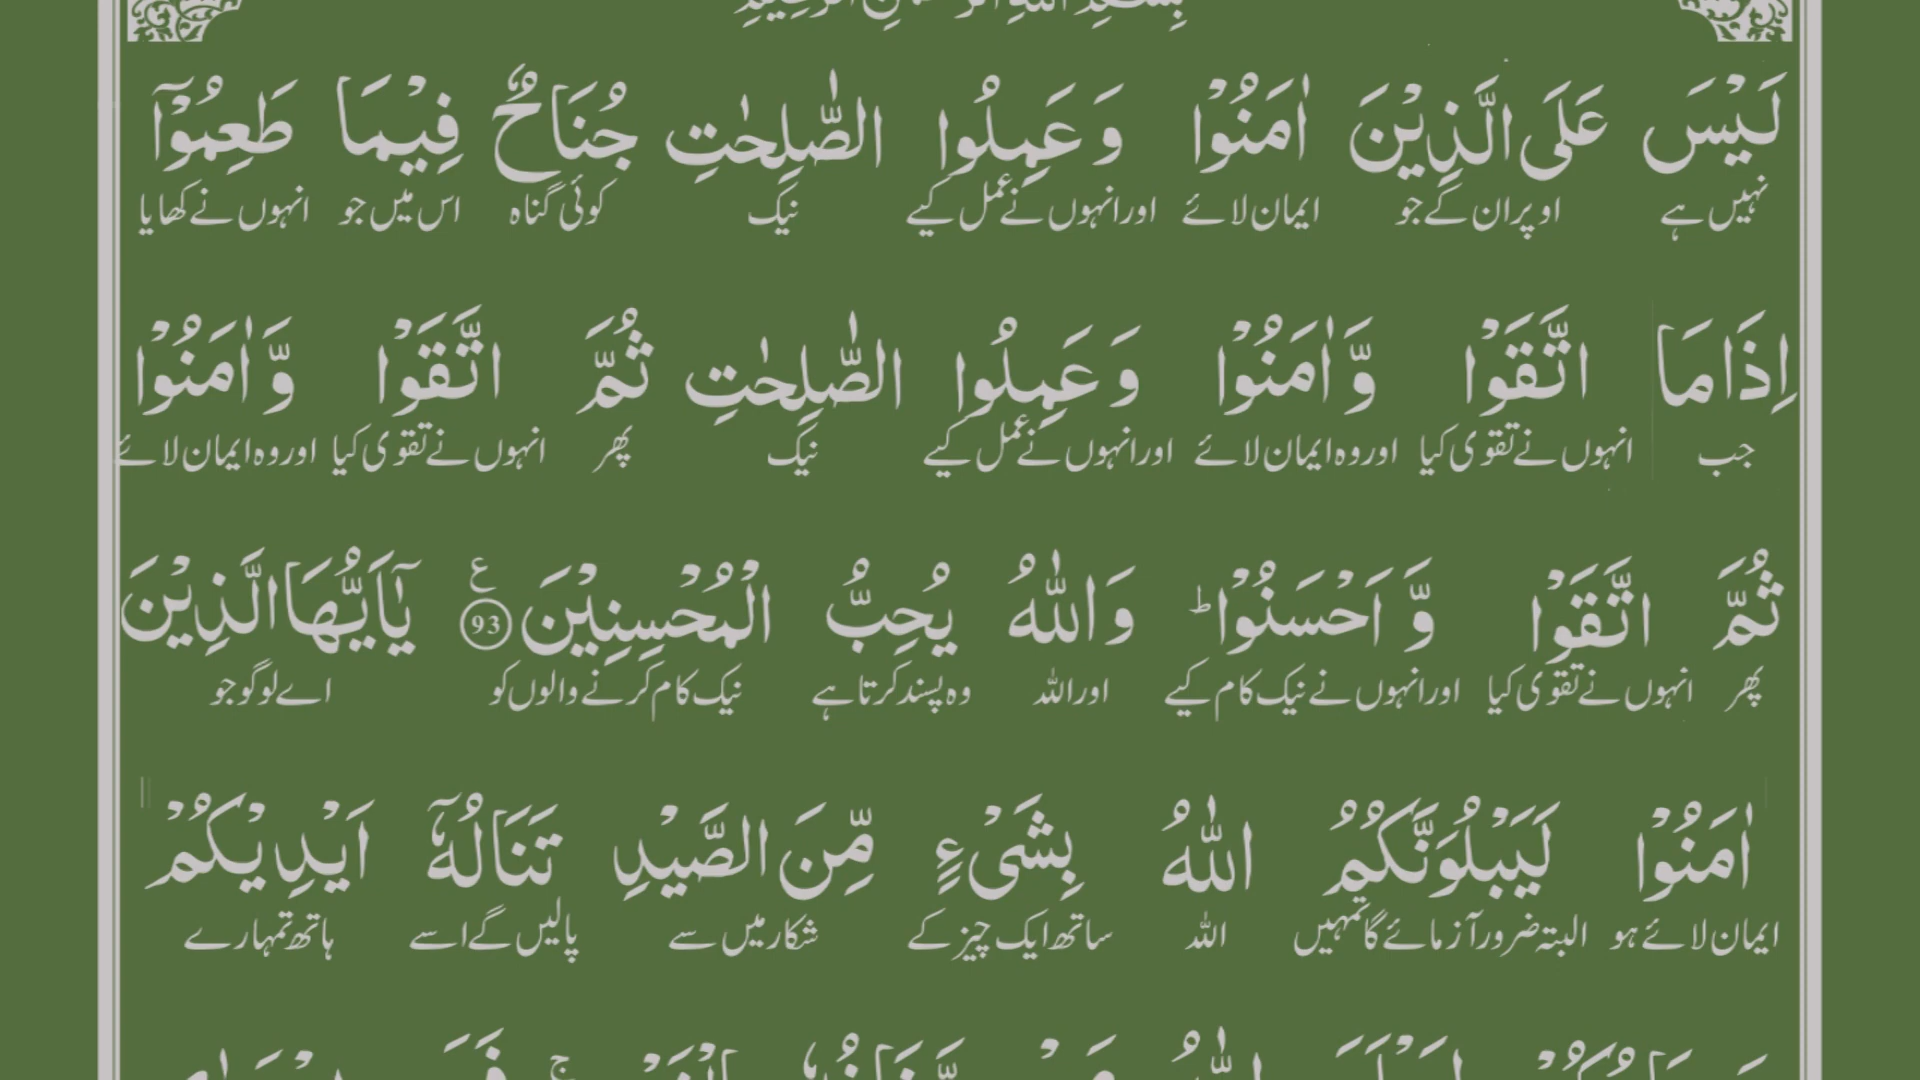 بِسْمِ اللّٰهِ الرَّحْمٰنِ الرَّحِيْمِ
لَيْسَ عَلَى الَّذِيْنَ اٰمَنُوْا وَعَمِلُوا الصّٰلِحٰتِ جُنَاحٌ فِيْمَا طَعِمُوْۤا
نہیں ہے اوپر ان کے جو ایمان لائے اور انہوں نے عمل کیے نیک کوئی گناہ اس میں جو انہوں نے کھایا
اِذَا مَا اتَّقَوْا وَّاٰمَنُوْا وَعَمِلُوا الصّٰلِحٰتِ ثُمَّ اتَّقَوْا وَّاٰمَنُوْا
جب انہوں نے تقوی کیا اور وہ ایمان لائے اور انہوں نے عمل کیے نیک پھر انہوں نے تقوی کیا اور وہ ایمان لائے
ثُمَّ اتَّقَوْا وَّاَحْسَنُوْا ؕ وَاللّٰهُ يُحِبُّ الْمُحْسِنِيْنَ 93 ع يٰۤاَيُّهَا الَّذِيْنَ
پھر انہوں نے تقوی کیا اور انہوں نے نیک کام کیے اور اللہ وہ پسند کرتا ہے نیک کام کرنے والوں کو اے لوگو جو
اٰمَنُوْا لَيَبْلُوَنَّكُمُ اللّٰهُ بِشَىْءٍ مِّنَ الصَّيْدِ تَنَالُهٗۤ اَيْدِيْكُمْ
ایمان لائے ہو البتہ ضرور آزمائے گا تمہیں اللہ ساتھ ایک چیز کے شکار میں سے پالیں گے اسے ہاتھ تمہارے